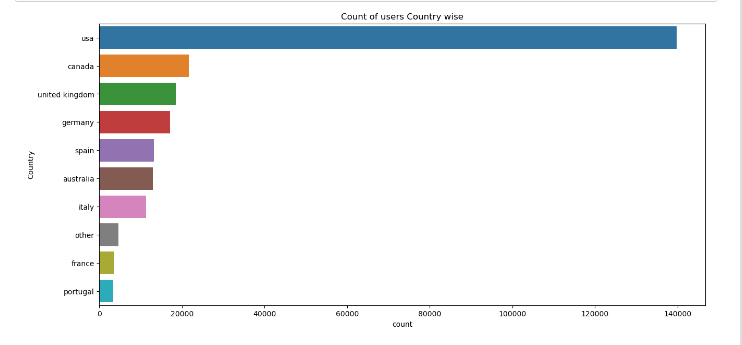 Count of users Country wise
usa
canada
united kingdom
germany
spain
australia
italy
other
france
portugal
Country
0 20000 40000 60000 80000 100000 120000 140000
count